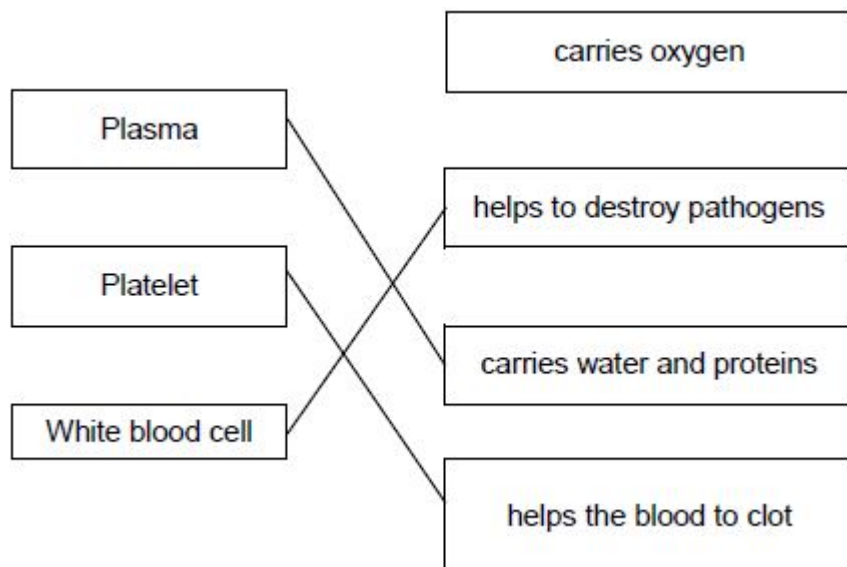 carries oxygen
Plasma
helps to destroy pathogens
Platelet
carries water and proteins
White blood cell
helps the blood to clot